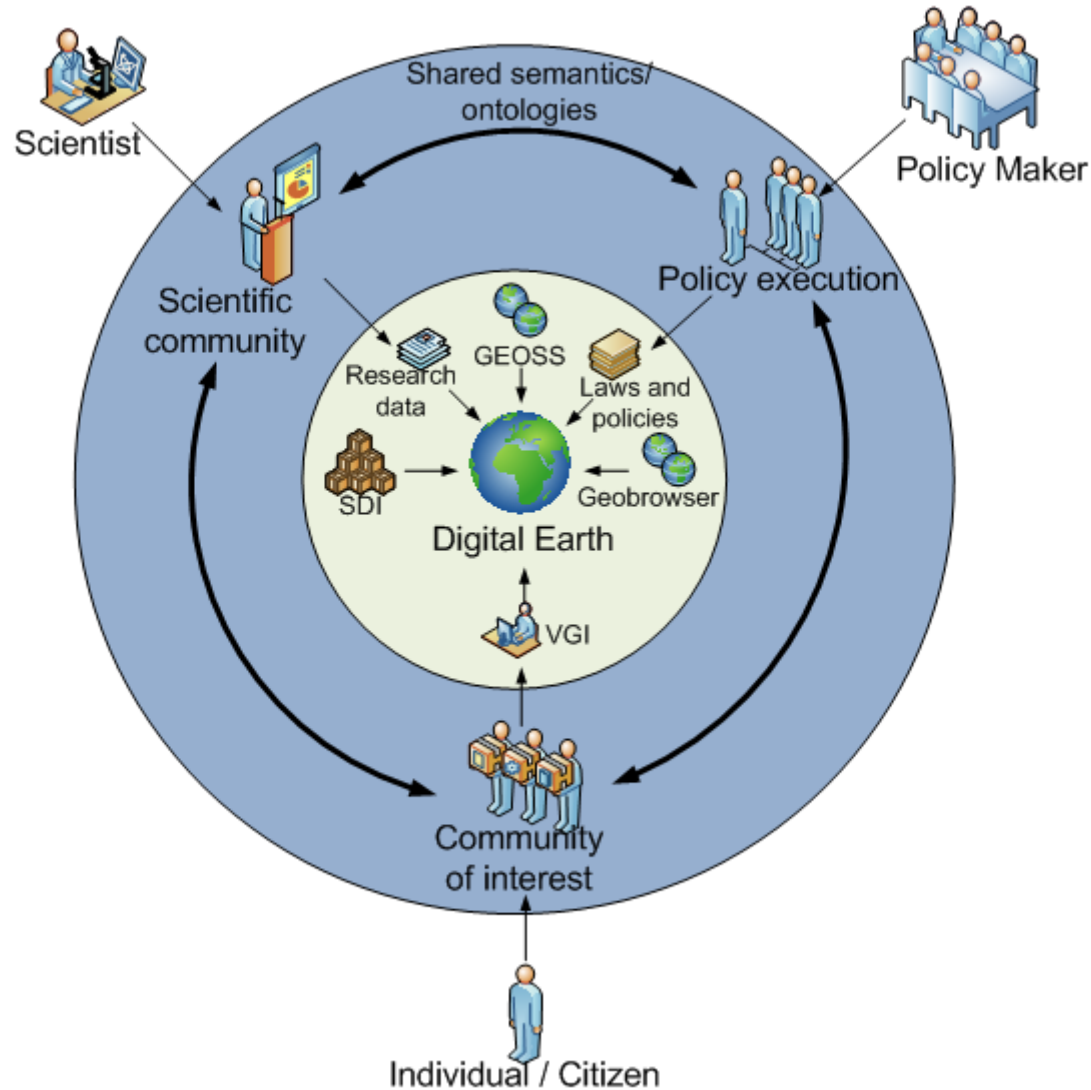 Shared semantics/
ontologies
Scientist
Policy Maker
Scientific
community
Policy execution
GEOSS
Research
data
Laws and
policies
SDI
Geobrowser
Digital Earth
VGI
Community
of interest
Individual / Citizen